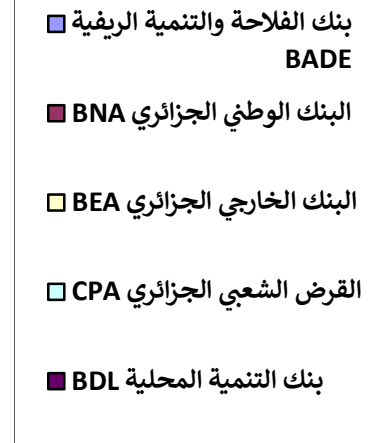 بنك الفلاحة والتنمية الريفية
BADE
البنك الوطني الجزائري BNA
البنك الخارجي الجزائري BEA
القرض الشعبي الجزائري CPA
بنك التنمية المحلية BDL